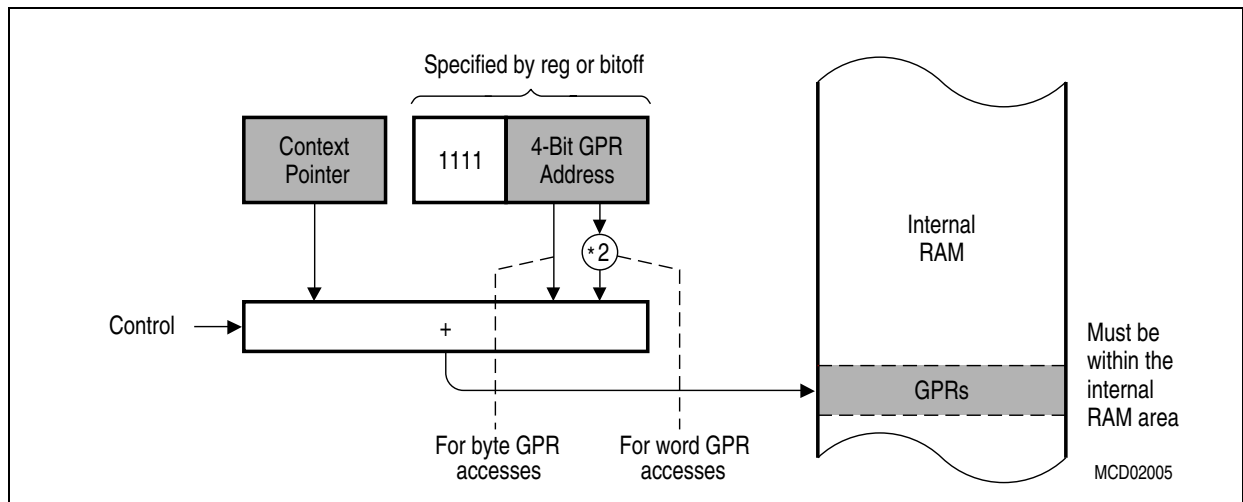 Specified by reg or bitoff
Context
Pointer
1111
4-Bit GPR
Address
*2
Control
+
For byte GPR
accesses
For word GPR
accesses
Internal
RAM
GPRs
Must be
within the
internal
RAM area
MCD02005